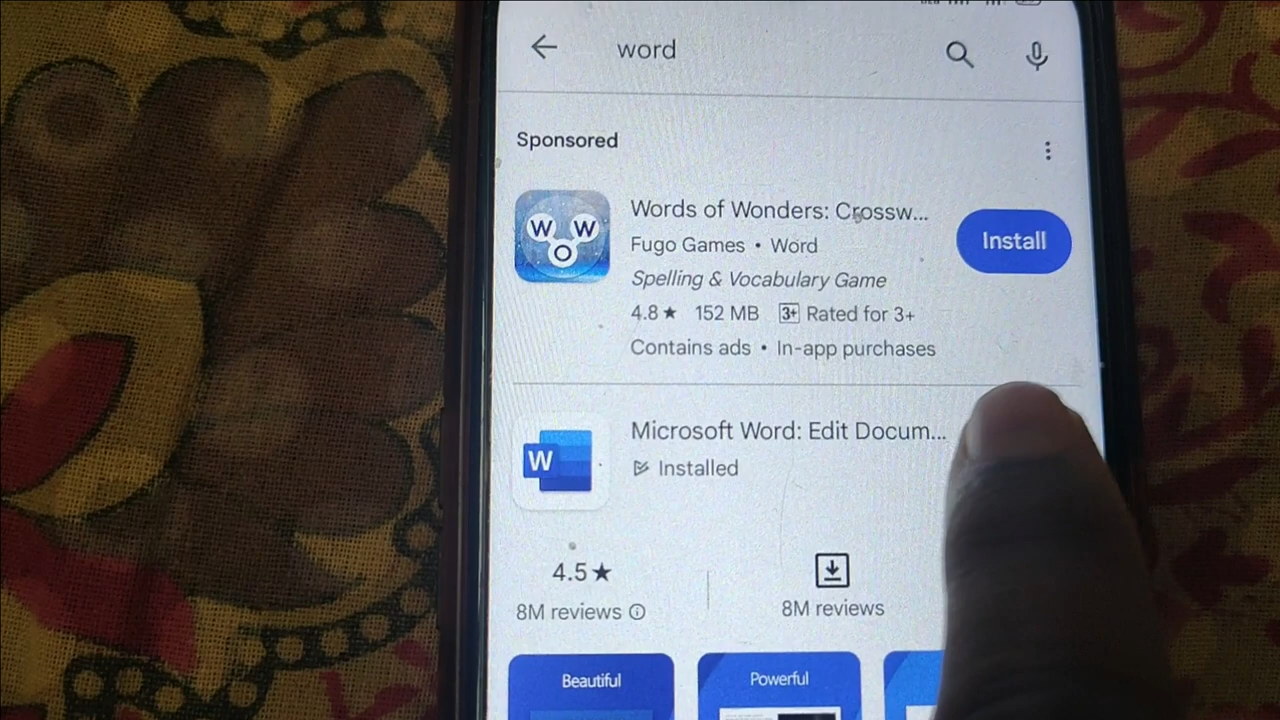 word
Sponsored
Words of Wonders: Crossw...
Fugo Games • Word
Install
Spelling & Vocabulary Game
4.8★ 152 MB 3+ Rated for 3+
Contains ads • In-app purchases
W W O
Microsoft Word: Edit Docum...
W
Installed
4.5★
8M reviews
8M reviews
Beautiful
Powerful